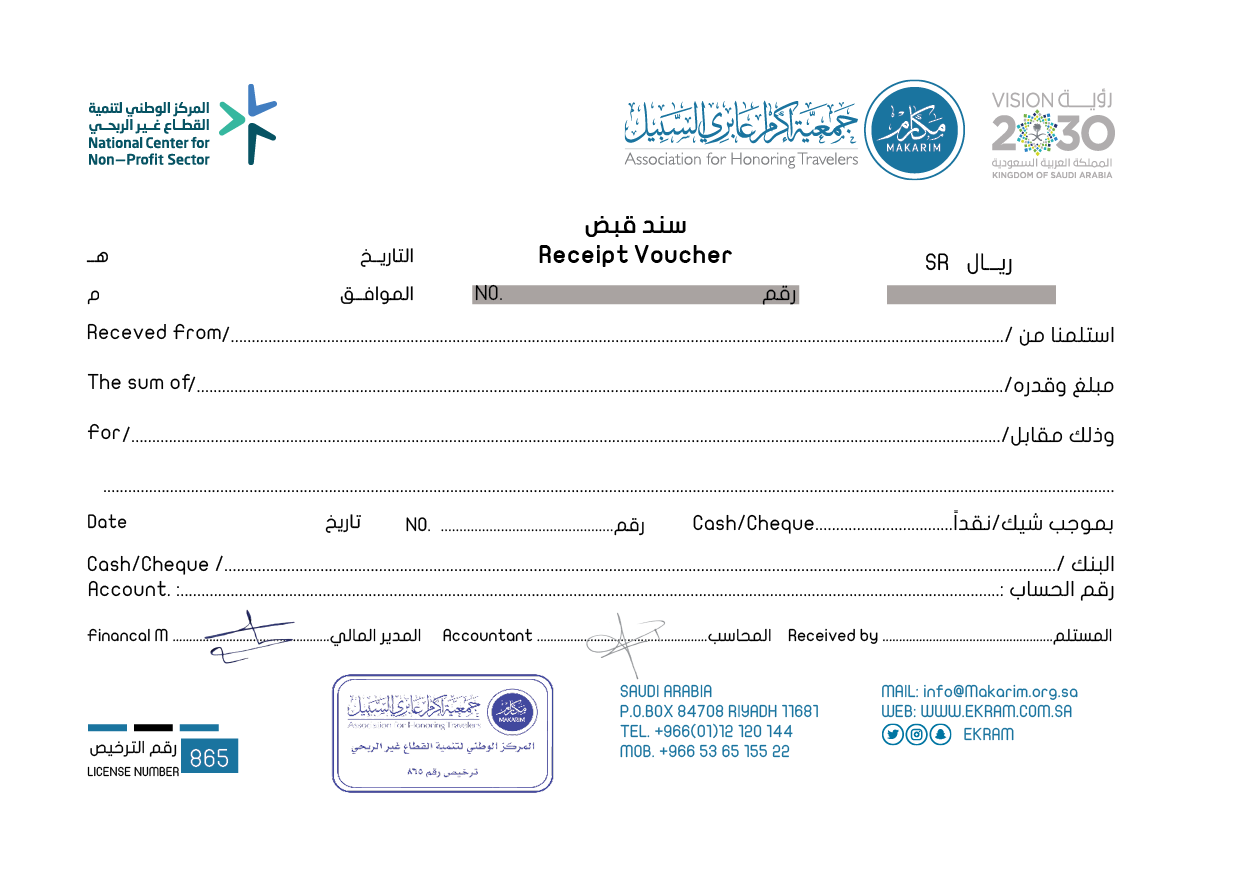 المركز الوطني لتنمية
القطاع غير الربحي
National Center for
Non-Profit Sector
جمعية إكرام عابري السبيل
Association for Honoring Travelers
مكارم
MAKARIM
VISION رؤية
2030
المملكة العربية السعودية
KINGDOM OF SAUDI ARABIA
سند قبض
Receipt Voucher
التاريخ هـ
SR ريال
الموافق م
NO. رقم
Receved From/ استلمنا من /
The sum of/ مبلغ وقدره/
For/ وذلك مقابل/
Date تاريخ NO. رقم Cash/Cheque بموجب شيك/نقداً
Cash/Cheque / البنك /
Account. : رقم الحساب :
Financal M المدير المالي Accountant المحاسب Received by المستلم
رقم الترخيص
LICENSE NUMBER
865
جمعية إكرام عابري السبيل
Association for Honoring Travelers
مكارم
MAKARIM
المركز الوطني لتنمية القطاع غير الربحي
ترخيص رقم ٨٦٥
SAUDI ARABIA
P.O.BOX 84708 RIYADH 11681
TEL. +966(01)12 120 144
MOB. +966 53 65 155 22
MAIL: info@Makarim.org.sa
WEB: WWW.EKRAM.COM.SA
EKRAM